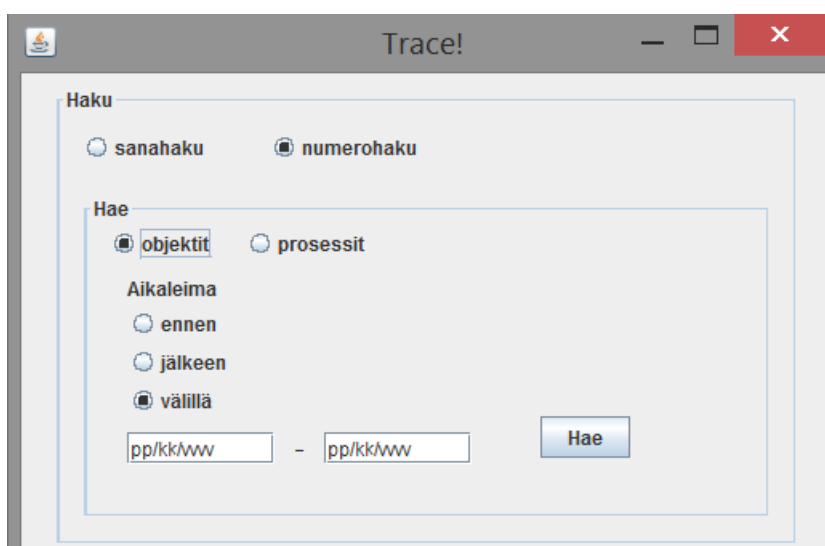 Trace!
Haku
sanahaku numerohaku
Hae
objektit prosessit
Aikaleima
ennen
jälkeen
välillä
pp/kk/vvvv - pp/kk/vvvv Hae